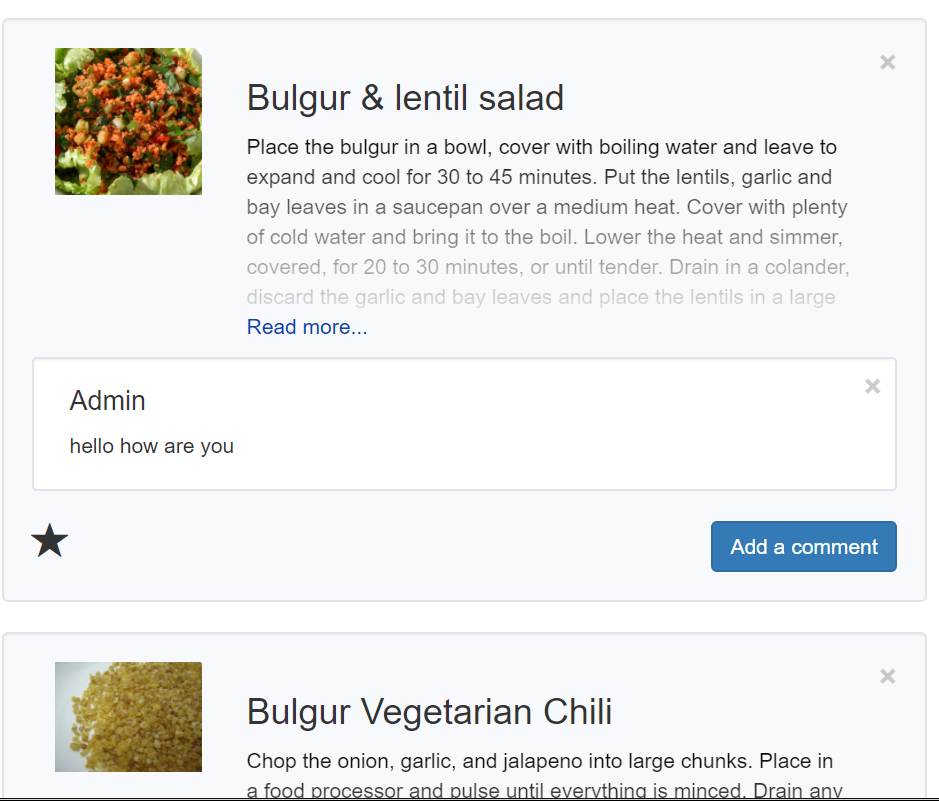 ×
Bulgur & lentil salad
Place the bulgur in a bowl, cover with boiling water and leave to
expand and cool for 30 to 45 minutes. Put the lentils, garlic and
bay leaves in a saucepan over a medium heat. Cover with plenty
of cold water and bring it to the boil. Lower the heat and simmer,
covered, for 20 to 30 minutes, or until tender. Drain in a colander,
discard the garlic and bay leaves and place the lentils in a large
Read more...
×
Admin
hello how are you
Add a comment
×
Bulgur Vegetarian Chili
Chop the onion, garlic, and jalapeno into large chunks. Place in
a food processor and pulse until everything is minced. Drain any